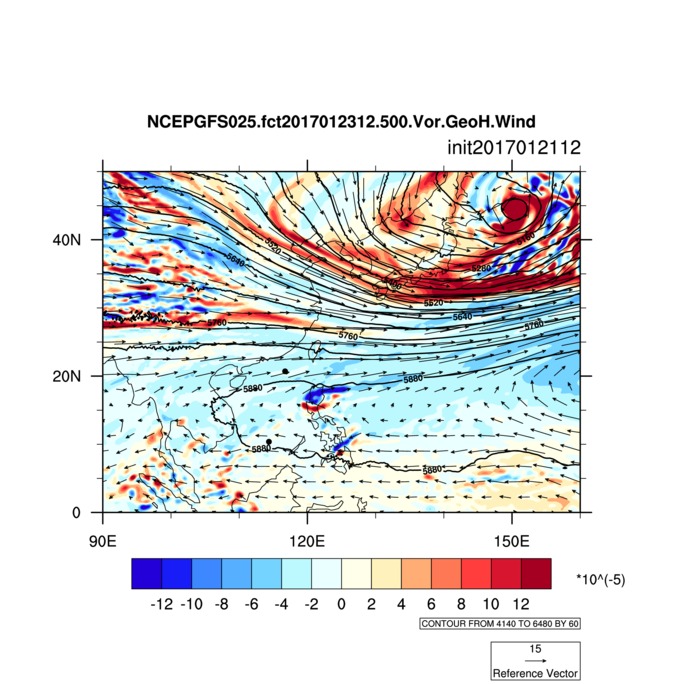 NCEPGFS025.fct2017012312.500.Vor.GeoH.Wind
init2017012112
40N
20N
0
90E 120E 150E
5520
5640
5760
5760
5280
5520
5640
5760
5880
5880
5880
5880
-12 -10 -8 -6 -4 -2 0 2 4 6 8 10 12
*10^(-5)
CONTOUR FROM 4140 TO 6480 BY 60
15
Reference Vector